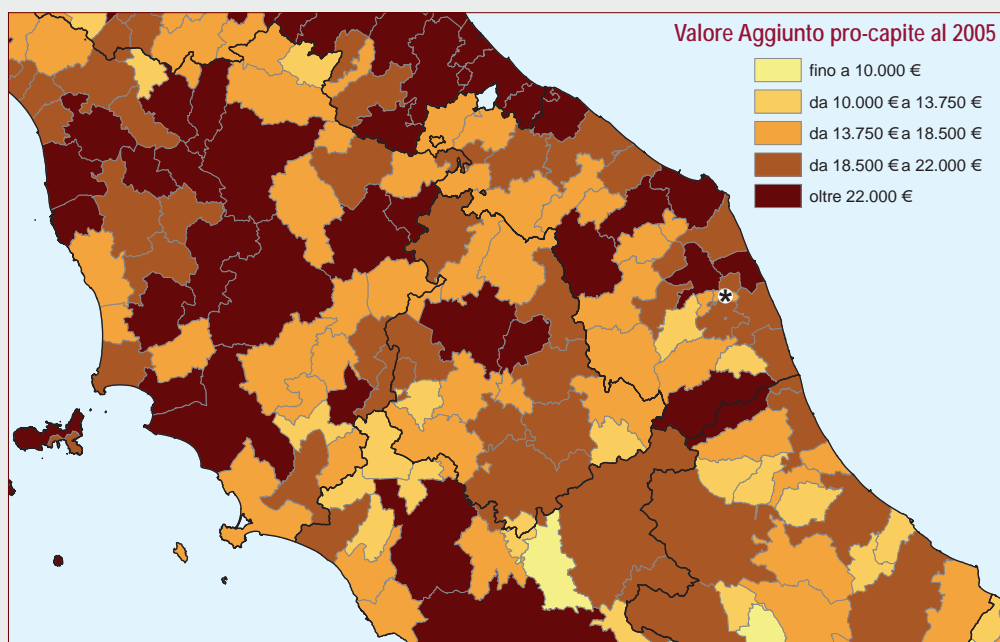 Valore Aggiunto pro-capite al 2005
fino a 10.000 €
da 10.000 € a 13.750 €
da 13.750 € a 18.500 €
da 18.500 € a 22.000 €
oltre 22.000 €
*